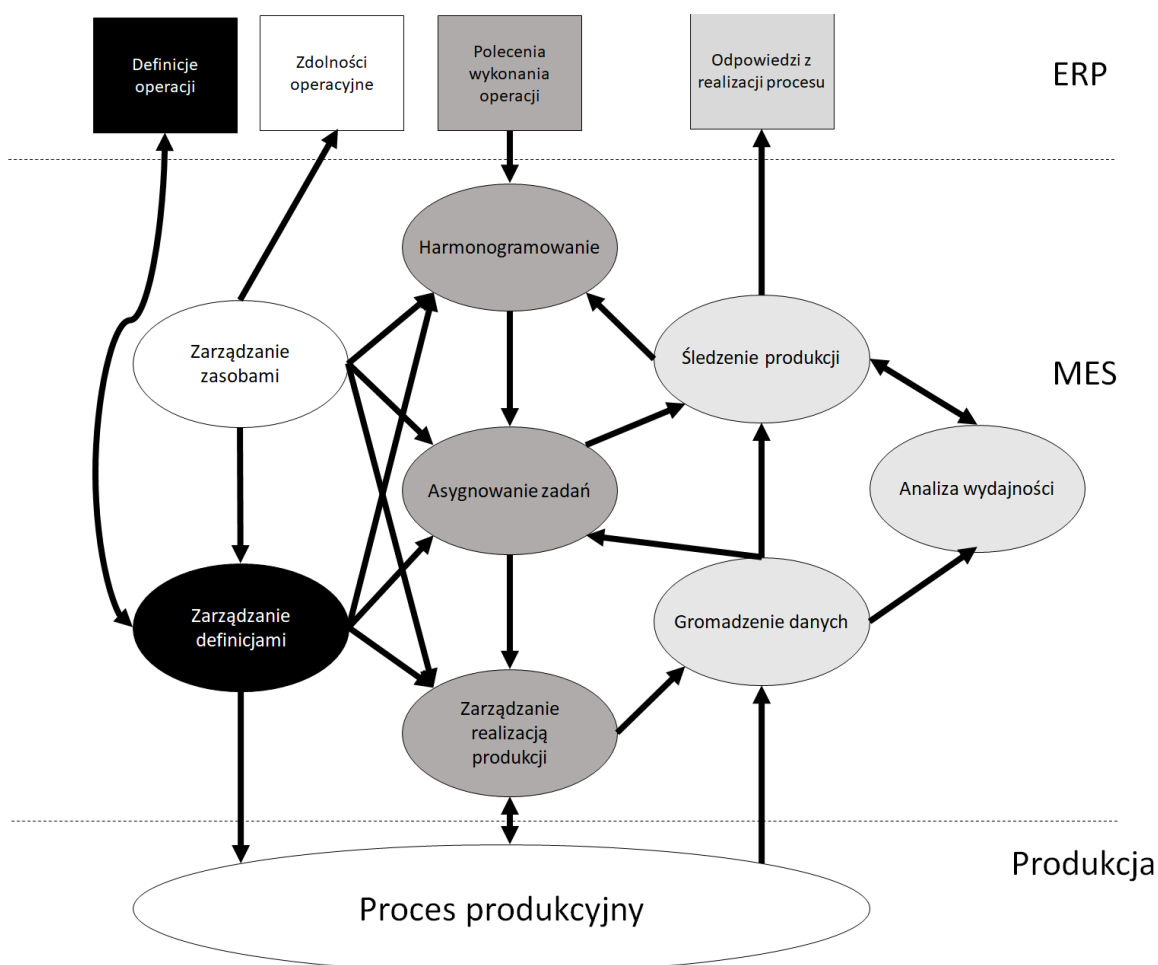 Definicje
operacji
Zdolności
operacyjne
Polecenia
wykonania
operacji
Odpowiedzi z
realizacji procesu
ERP
Harmonogramowanie
Zarządzanie
zasobami
Śledzenie produkcji
MES
Asygnowanie zadań
Analiza wydajności
Zarządzanie
definicjami
Gromadzenie danych
Zarządzanie
realizacją
produkcji
Produkcja
Proces produkcyjny